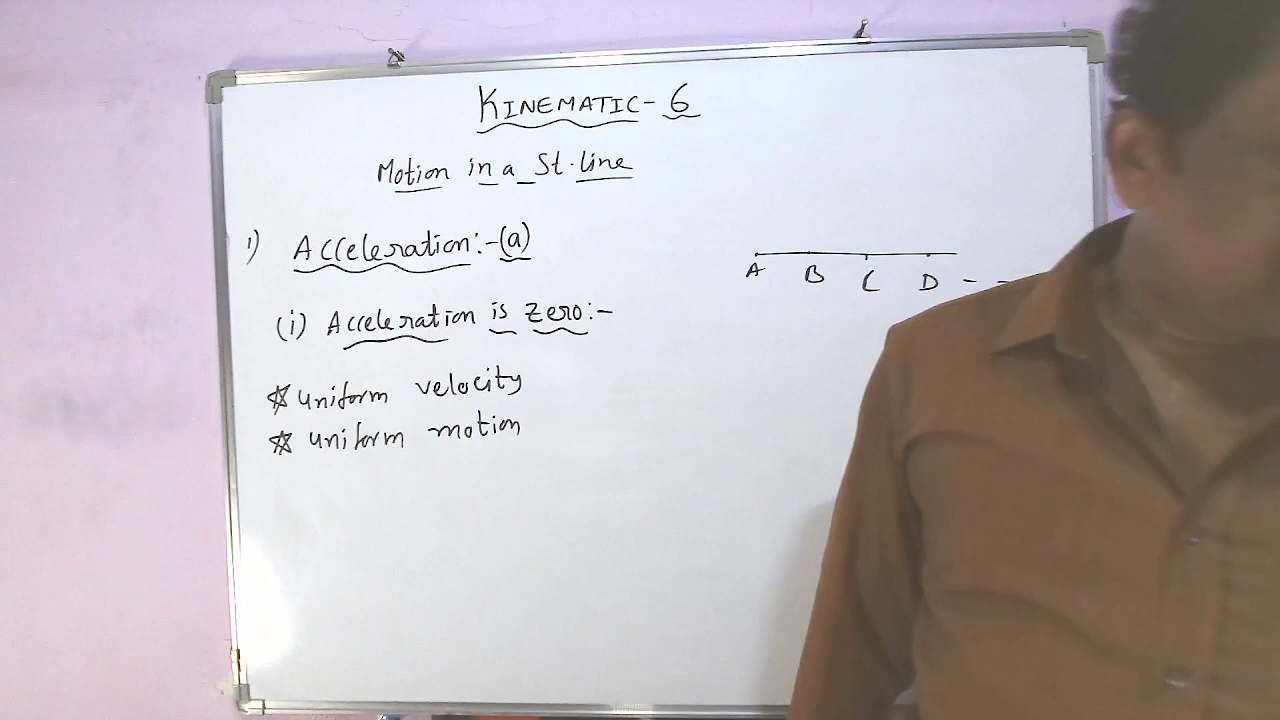 KINEMATIC-6
Motion in a St. line
1) Acceleration:-(a)
A B C D - -
(i) Acceleration is zero:-
☆ uniform velocity
☆ uniform motion